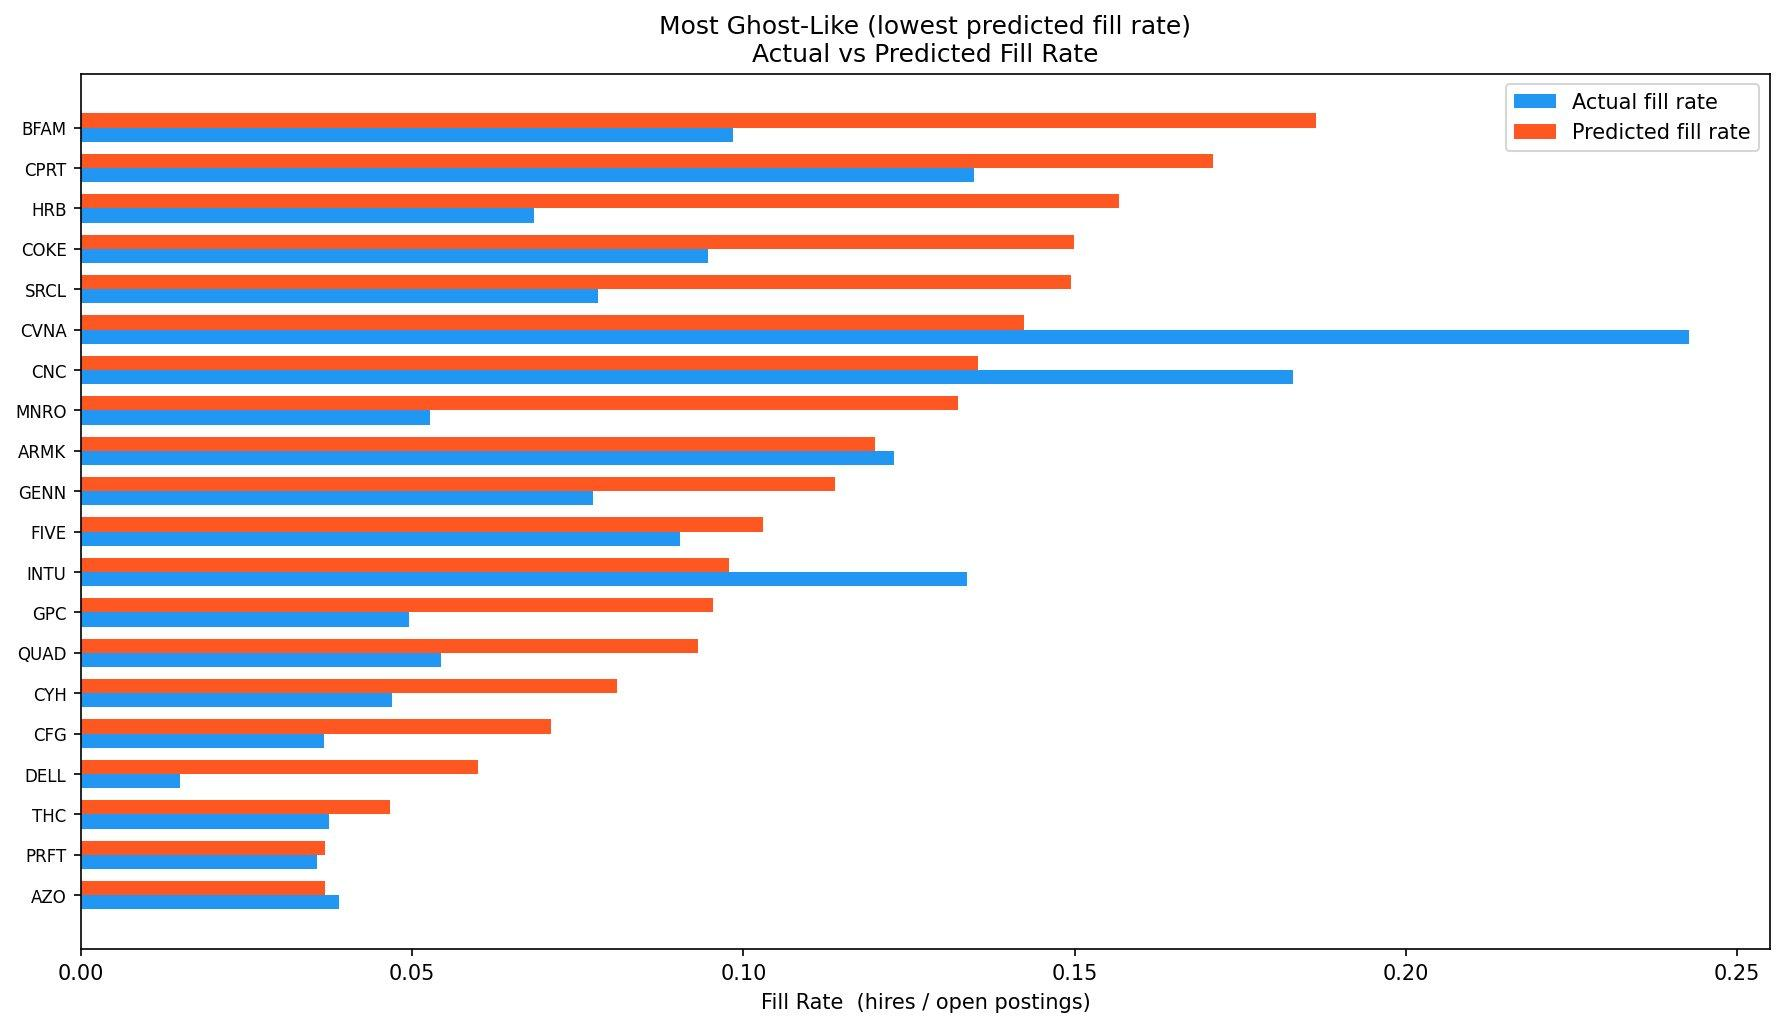 Most Ghost-Like (lowest predicted fill rate)
Actual vs Predicted Fill Rate
Actual fill rate
Predicted fill rate
BFAM
CPRT
HRB
COKE
SRCL
CVNA
CNC
MNRO
ARMK
GENN
FIVE
INTU
GPC
QUAD
CYH
CFG
DELL
THC
PRFT
AZO
0.00 0.05 0.10 0.15 0.20 0.25
Fill Rate  (hires / open postings)